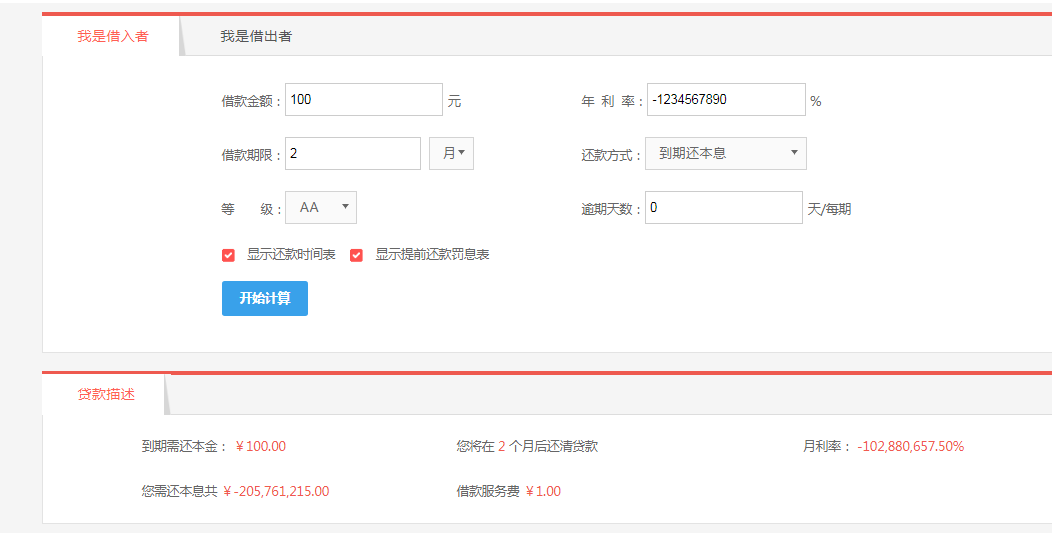 我是借入者 我是借出者
借款金额：100 元 年 利 率：-1234567890 %
借款期限：2 月 还款方式：到期还本息
等 级：AA 逾期天数：0 天/每期
显示还款时间表 显示提前还款罚息表
开始计算
贷款描述
到期需还本金： ￥100.00 您将在 2 个月后还清贷款 月利率： -102,880,657.50%
您需还本息共 ￥-205,761,215.00 借款服务费 ￥1.00